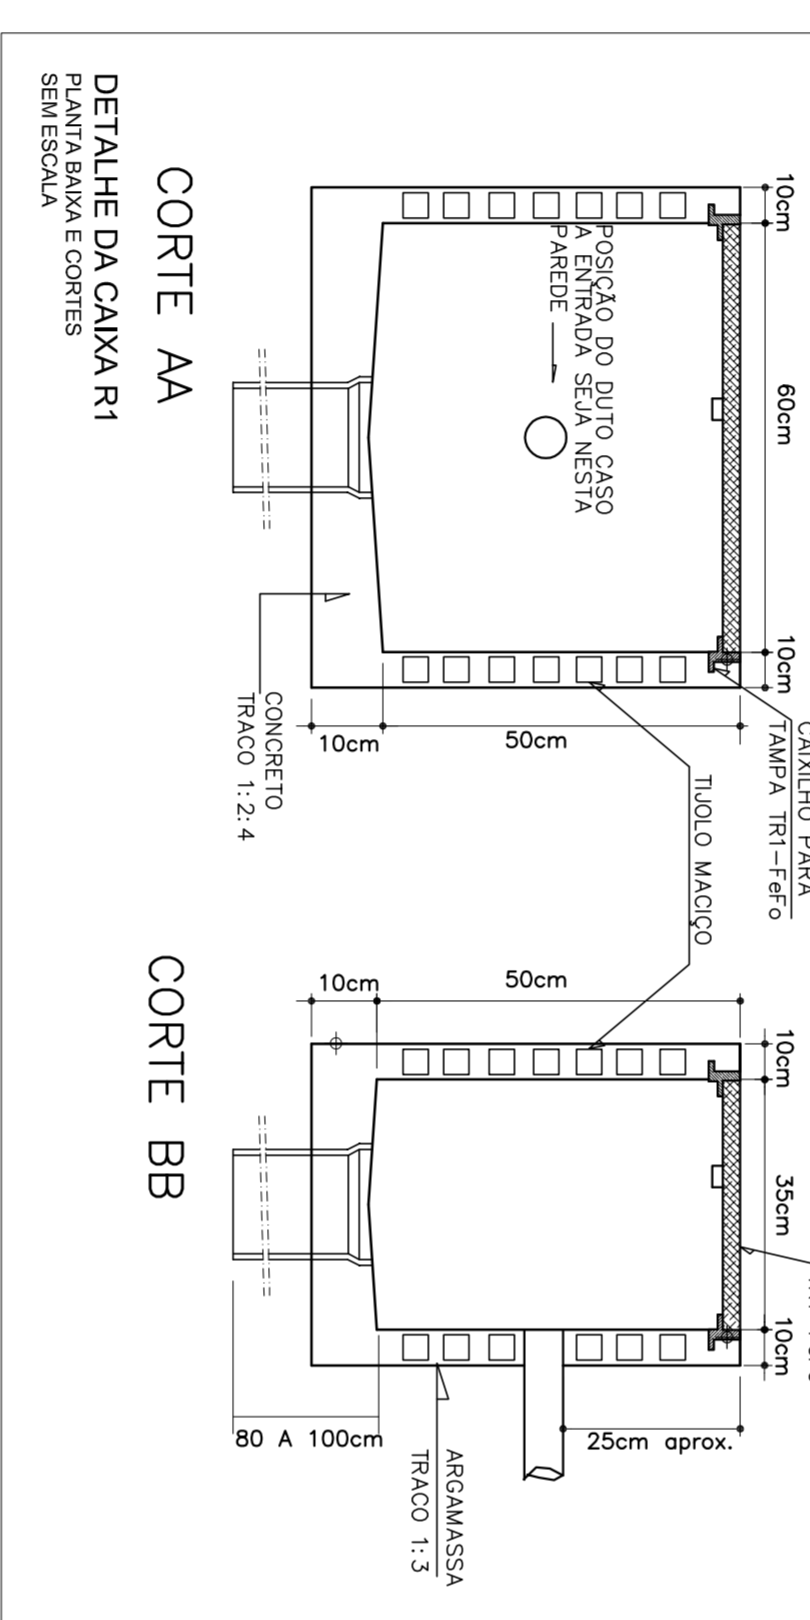 10cm
60cm
10cm
CAIXILHO PARA
TAMPA TR1-FeFo
POSIÇÃO DO DUTO CASO
A ENTRADA SEJA NESTA
PAREDE
10cm
50cm
CONCRETO
TRACO 1:2:4
TIJOLO MACIÇO
CORTE AA
10cm
35cm
10cm
50cm
10cm
25cm aprox.
80 A 100cm
ARGAMASSA
TRACO 1:3
CORTE BB
DETALHE DA CAIXA R1
PLANTA BAIXA E CORTES
SEM ESCALA